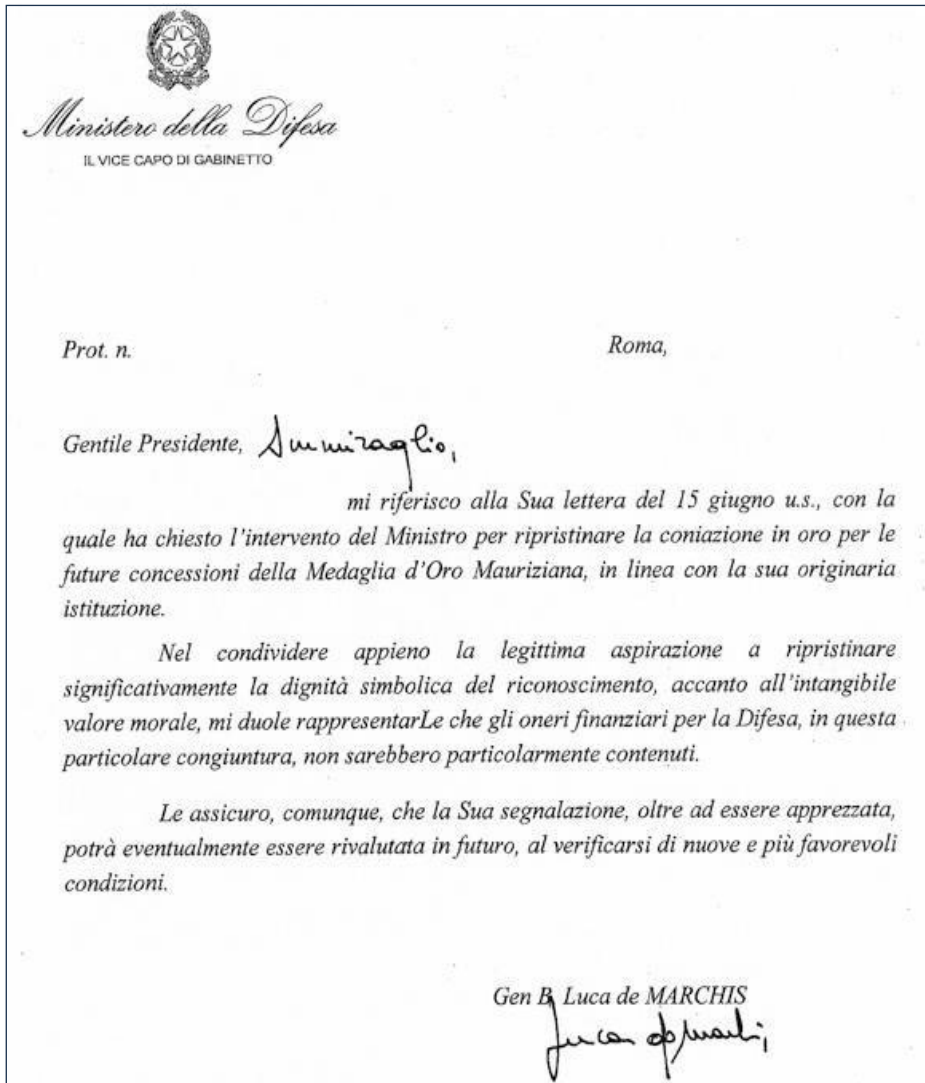 Ministero della Difesa
IL VICE CAPO DI GABINETTO
Prot. n. Roma,
Gentile Presidente, Ammiraglio,
mi riferisco alla Sua lettera del 15 giugno u.s., con la
quale ha chiesto l'intervento del Ministro per ripristinare la coniazione in oro per le
future concessioni della Medaglia d'Oro Mauriziana, in linea con la sua originaria
istituzione.
Nel condividere appieno la legittima aspirazione a ripristinare
significativamente la dignità simbolica del riconoscimento, accanto all'intangibile
valore morale, mi duole rappresentarLe che gli oneri finanziari per la Difesa, in questa
particolare congiuntura, non sarebbero particolarmente contenuti.
Le assicuro, comunque, che la Sua segnalazione, oltre ad essere apprezzata,
potrà eventualmente essere rivalutata in futuro, al verificarsi di nuove e più favorevoli
condizioni.
Gen B. Luca de MARCHIS
Luca de Marchis